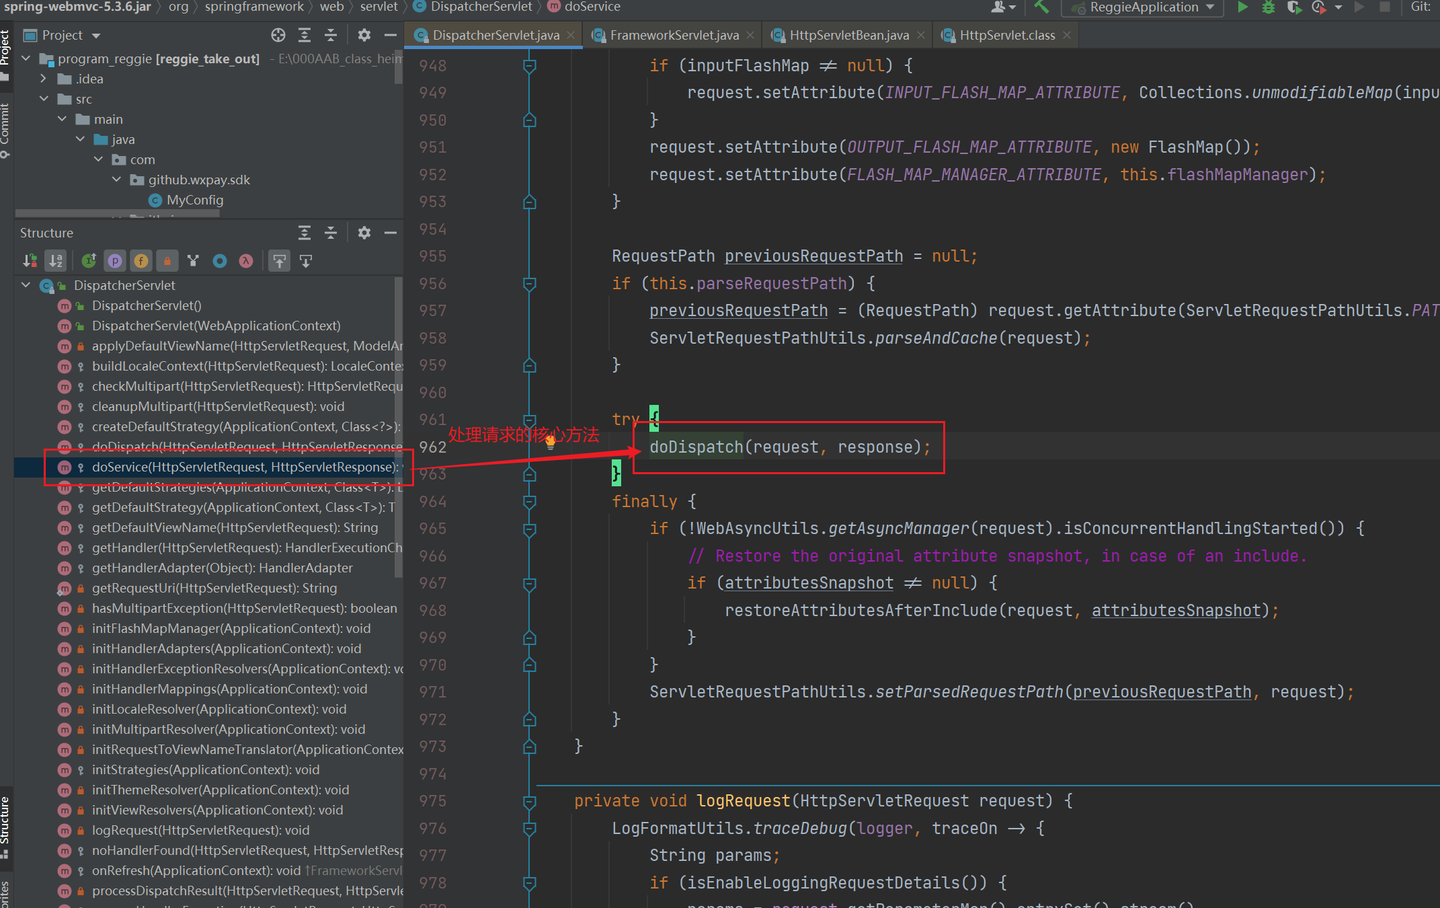 spring-webmvc-5.3.6.jar org springframework web servlet DispatcherServlet doService
ReggieApplication Git:
Project
DispatcherServlet.java FrameworkServlet.java HttpServletBean.java HttpServlet.class
program_reggie [reggie_take_out] - E:\000AAB_class_heim
.idea
src
main
java
com
github.wxpay.sdk
MyConfig
Structure
DispatcherServlet
DispatcherServlet()
DispatcherServlet(WebApplicationContext)
applyDefaultViewName(HttpServletRequest, ModelAn
buildLocaleContext(HttpServletRequest): LocaleContex
checkMultipart(HttpServletRequest): HttpServletRequ
cleanupMultipart(HttpServletRequest): void
createDefaultStrategy(ApplicationContext, Class<?>):
doDispatch(HttpServletRequest, HttpServletResponse
doService(HttpServletRequest, HttpServletResponse):
getDefaultStrategies(ApplicationContext, Class<T>): L
getDefaultStrategy(ApplicationContext, Class<T>): T
getDefaultViewName(HttpServletRequest): String
getHandler(HttpServletRequest): HandlerExecutionCh
getHandlerAdapter(Object): HandlerAdapter
getRequestUri(HttpServletRequest): String
hasMultipartException(HttpServletRequest): boolean
initFlashMapManager(ApplicationContext): void
initHandlerAdapters(ApplicationContext): void
initHandlerExceptionResolvers(ApplicationContext): vo
initHandlerMappings(ApplicationContext): void
initLocaleResolver(ApplicationContext): void
initMultipartResolver(ApplicationContext): void
initRequestToViewNameTranslator(ApplicationContex
initStrategies(ApplicationContext): void
initThemeResolver(ApplicationContext): void
initViewResolvers(ApplicationContext): void
logRequest(HttpServletRequest): void
noHandlerFound(HttpServletRequest, HttpServletResp
onRefresh(ApplicationContext): void ↑FrameworkServl
processDispatchResult(HttpServletRequest, HttpServle
Project
Commit
Structure
948 if (inputFlashMap ≠ null) {
949 request.setAttribute(INPUT_FLASH_MAP_ATTRIBUTE, Collections.unmodifiableMap(inpu
950 }
951 request.setAttribute(OUTPUT_FLASH_MAP_ATTRIBUTE, new FlashMap());
952 request.setAttribute(FLASH_MAP_MANAGER_ATTRIBUTE, this.flashMapManager);
953 }
954
955 RequestPath previousRequestPath = null;
956 if (this.parseRequestPath) {
957 previousRequestPath = (RequestPath) request.getAttribute(ServletRequestPathUtils.PAT
958 ServletRequestPathUtils.parseAndCache(request);
959 }
960
961 try {
处理请求的核心方法
962 doDispatch(request, response);
963 }
964 finally {
965 if (!WebAsyncUtils.getAsyncManager(request).isConcurrentHandlingStarted()) {
966 // Restore the original attribute snapshot, in case of an include.
967 if (attributesSnapshot ≠ null) {
968 restoreAttributesAfterInclude(request, attributesSnapshot);
969 }
970 }
971 ServletRequestPathUtils.setParsedRequestPath(previousRequestPath, request);
972 }
973 }
974
975 private void logRequest(HttpServletRequest request) {
976 LogFormatUtils.traceDebug(logger, traceOn → {
977 String params;
978 if (isEnableLoggingRequestDetails()) {